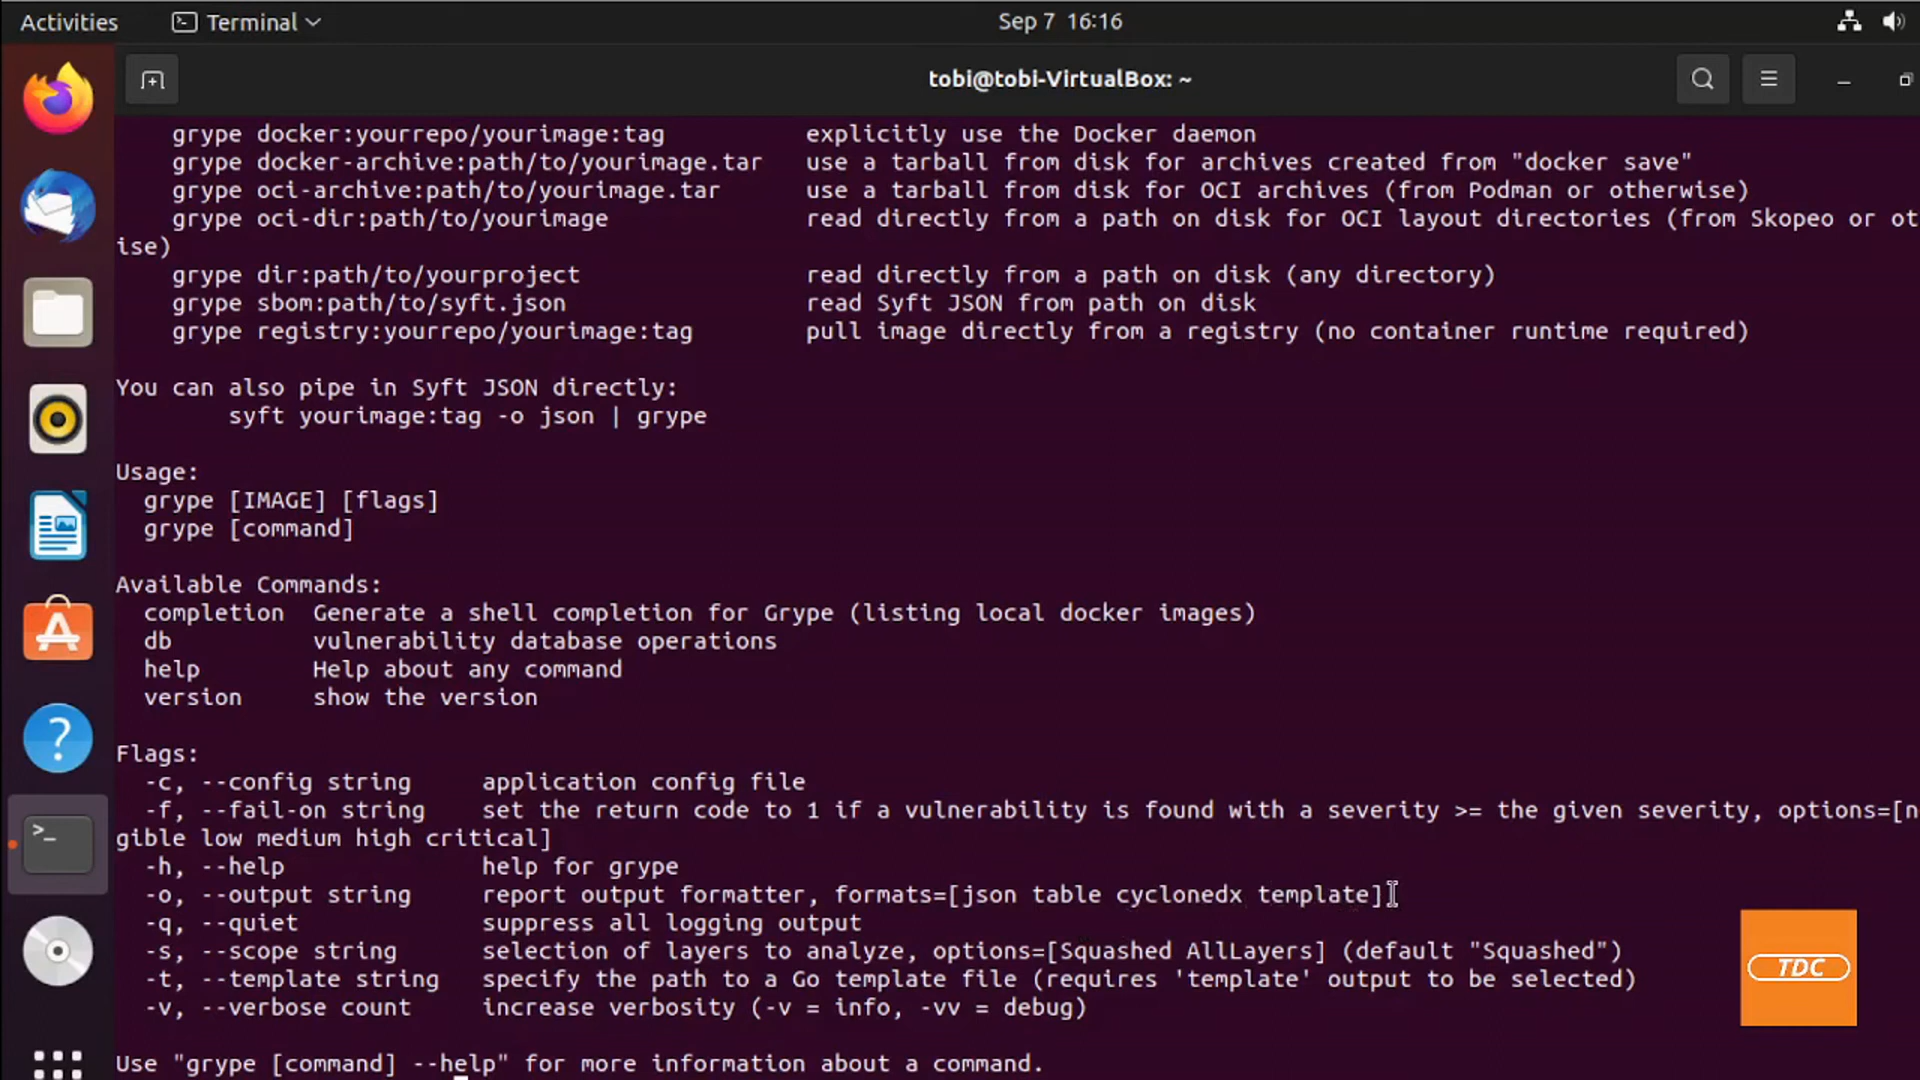 Activities
Terminal
Sep 7 16:16
tobi@tobi-VirtualBox: ~
grype docker:yourrepo/yourimage:tag explicitly use the Docker daemon
grype docker-archive:path/to/yourimage.tar use a tarball from disk for archives created from "docker save"
grype oci-archive:path/to/yourimage.tar use a tarball from disk for OCI archives (from Podman or otherwise)
grype oci-dir:path/to/yourimage read directly from a path on disk for OCI layout directories (from Skopeo or ot
ise)
grype dir:path/to/yourproject read directly from a path on disk (any directory)
grype sbom:path/to/syft.json read Syft JSON from path on disk
grype registry:yourrepo/yourimage:tag pull image directly from a registry (no container runtime required)
You can also pipe in Syft JSON directly:
syft yourimage:tag -o json | grype
Usage:
grype [IMAGE] [flags]
grype [command]
Available Commands:
completion Generate a shell completion for Grype (listing local docker images)
db vulnerability database operations
help Help about any command
version show the version
Flags:
-c, --config string application config file
-f, --fail-on string set the return code to 1 if a vulnerability is found with a severity >= the given severity, options=[n
gible low medium high critical]
-h, --help help for grype
-o, --output string report output formatter, formats=[json table cyclonedx template]
-q, --quiet suppress all logging output
-s, --scope string selection of layers to analyze, options=[Squashed AllLayers] (default "Squashed")
-t, --template string specify the path to a Go template file (requires 'template' output to be selected)
-v, --verbose count increase verbosity (-v = info, -vv = debug)
Use "grype [command] --help" for more information about a command.
TDC